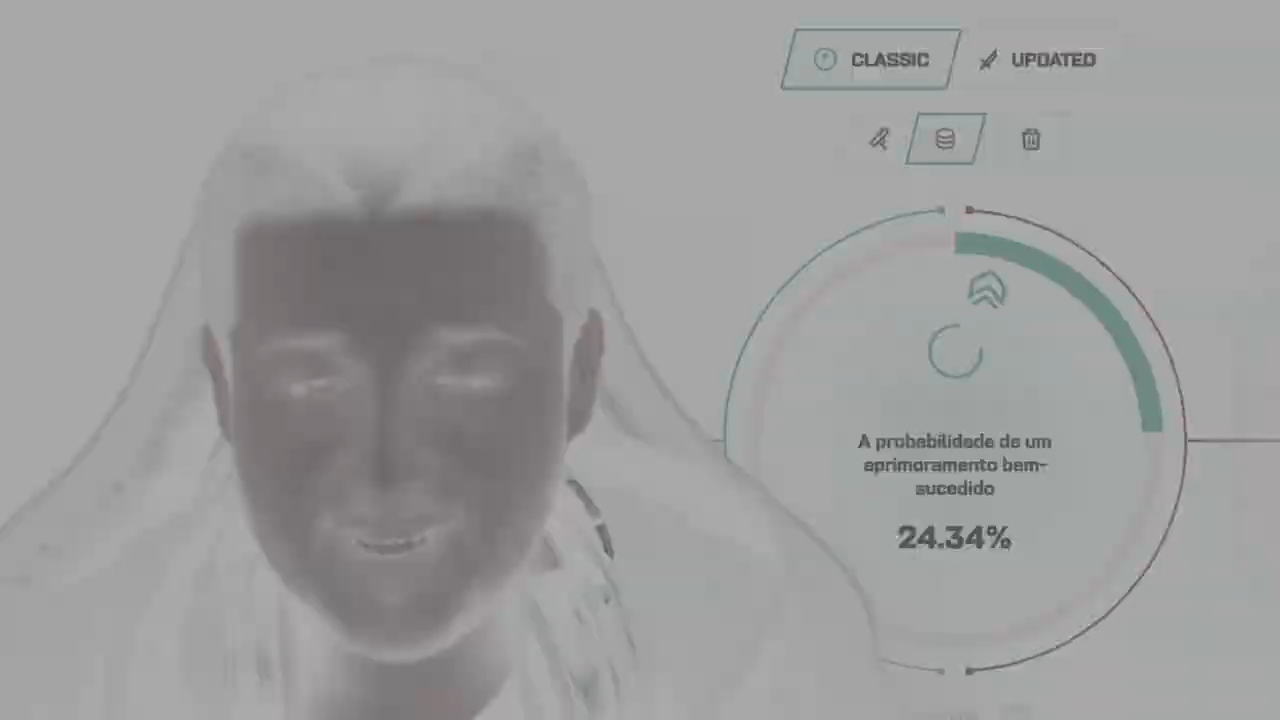 CLASSIC
UPDATED
A probabilidade de um
aprimoramento bem-
sucedido
24.34%